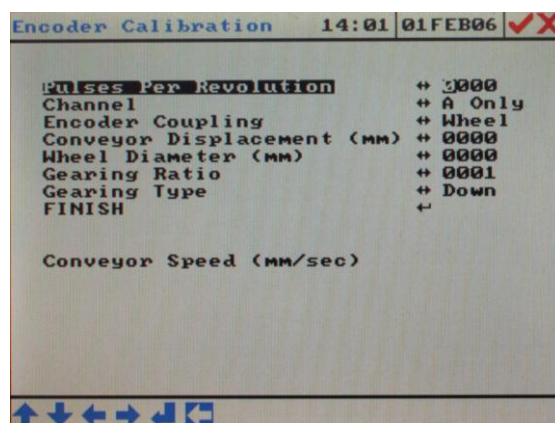 Encoder Calibration 14:01 01FEB06
Pulses Per Revolution ↔ 0000
Channel ↔ A Only
Encoder Coupling ↔ Wheel
Conveyor Displacement (mm) ↔ 0000
Wheel Diameter (mm) ↔ 0000
Gearing Ratio ↔ 0001
Gearing Type ↔ Down
FINISH ↵
Conveyor Speed (mm/sec)